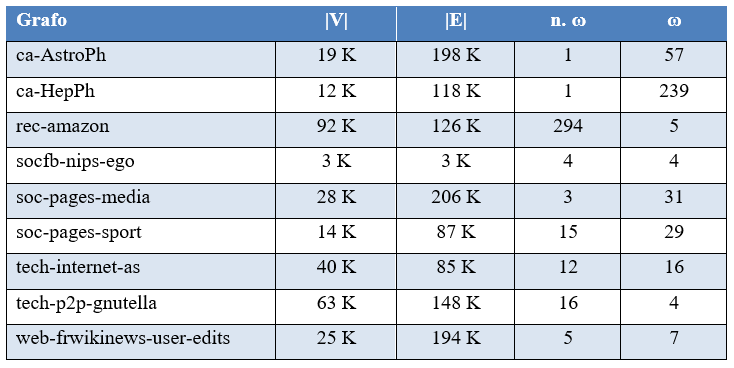 Grafo |V| |E| n. ω ω
ca-AstroPh 19 K 198 K 1 57
ca-HepPh 12 K 118 K 1 239
rec-amazon 92 K 126 K 294 5
socfb-nips-ego 3 K 3 K 4 4
soc-pages-media 28 K 206 K 3 31
soc-pages-sport 14 K 87 K 15 29
tech-internet-as 40 K 85 K 12 16
tech-p2p-gnutella 63 K 148 K 16 4
web-frwikinews-user-edits 25 K 194 K 5 7